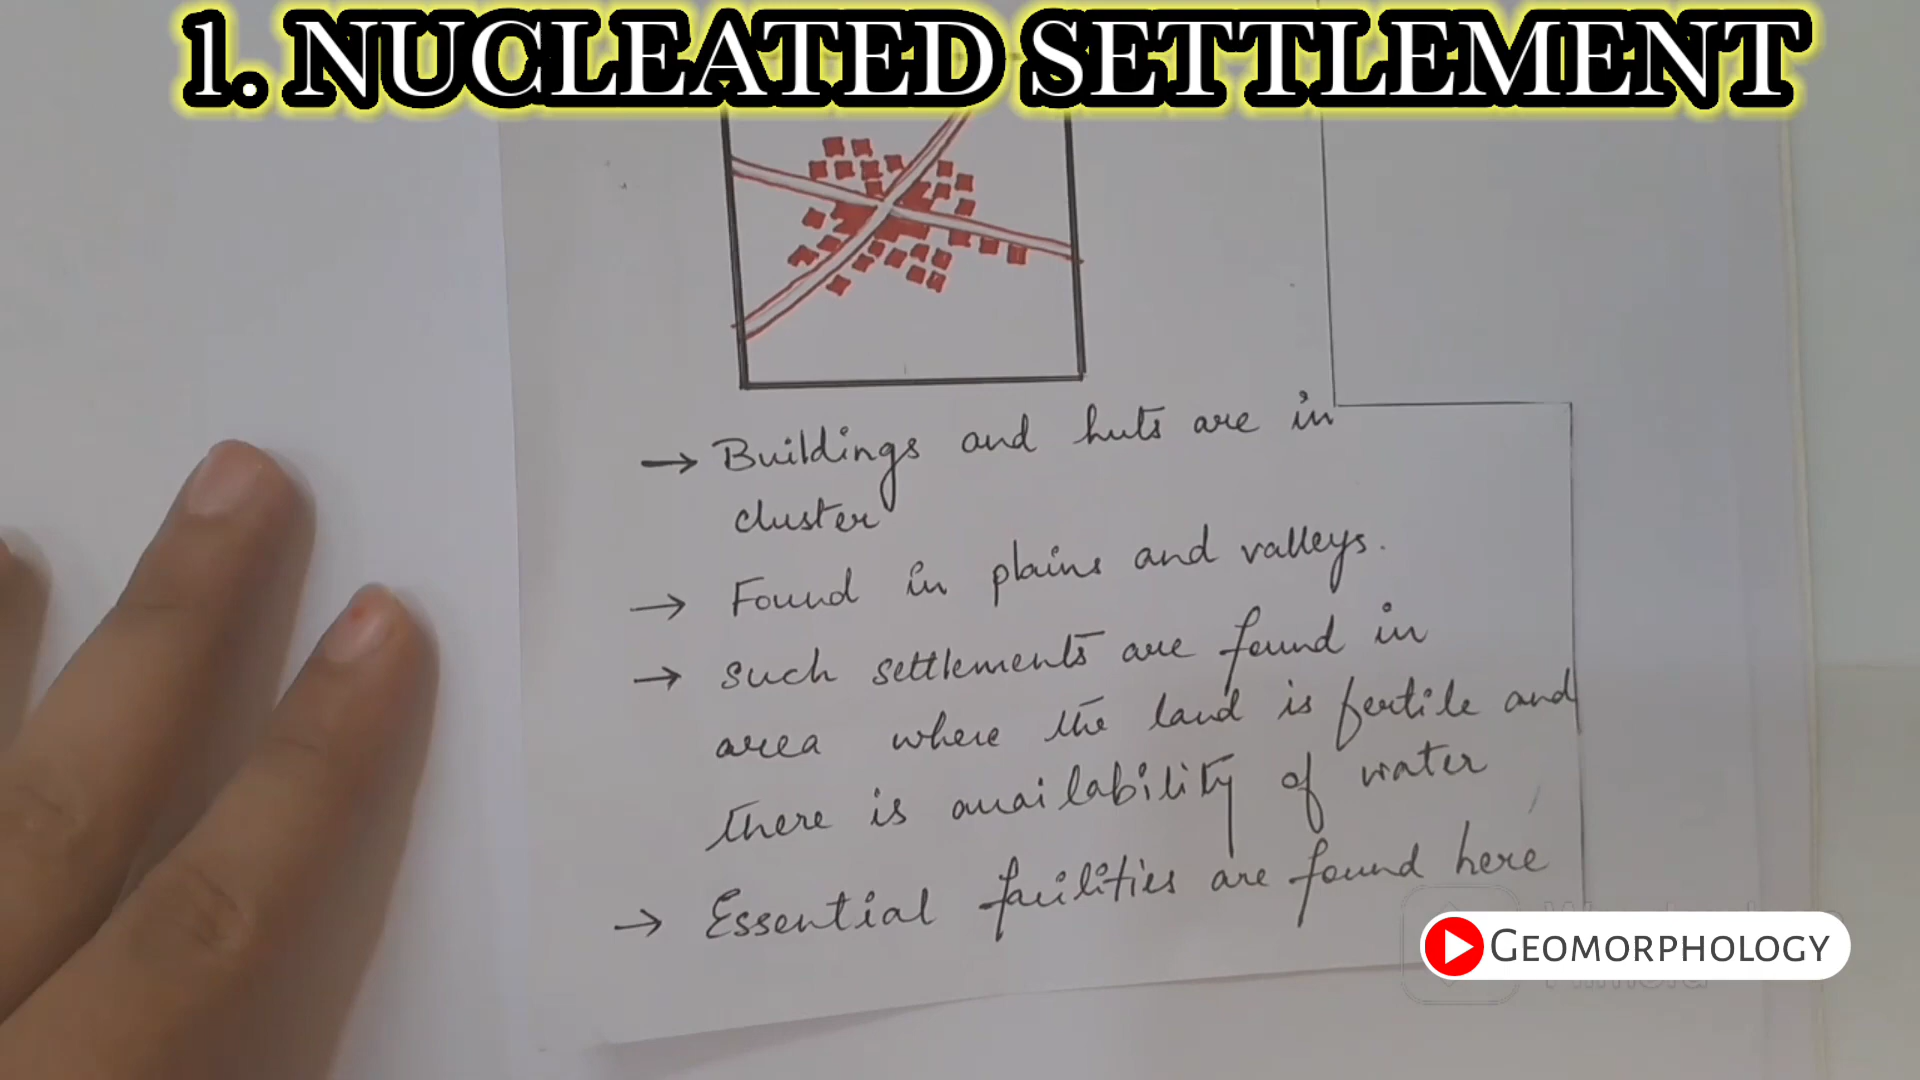 1. NUCLEATED SETTLEMENT
→ Buildings and huts are in
cluster
→ Found in plains and valleys.
→ Such settlements are found in
area where the land is fertile and
there is availability of water
→ Essential facilities are found here
GEOMORPHOLOGY